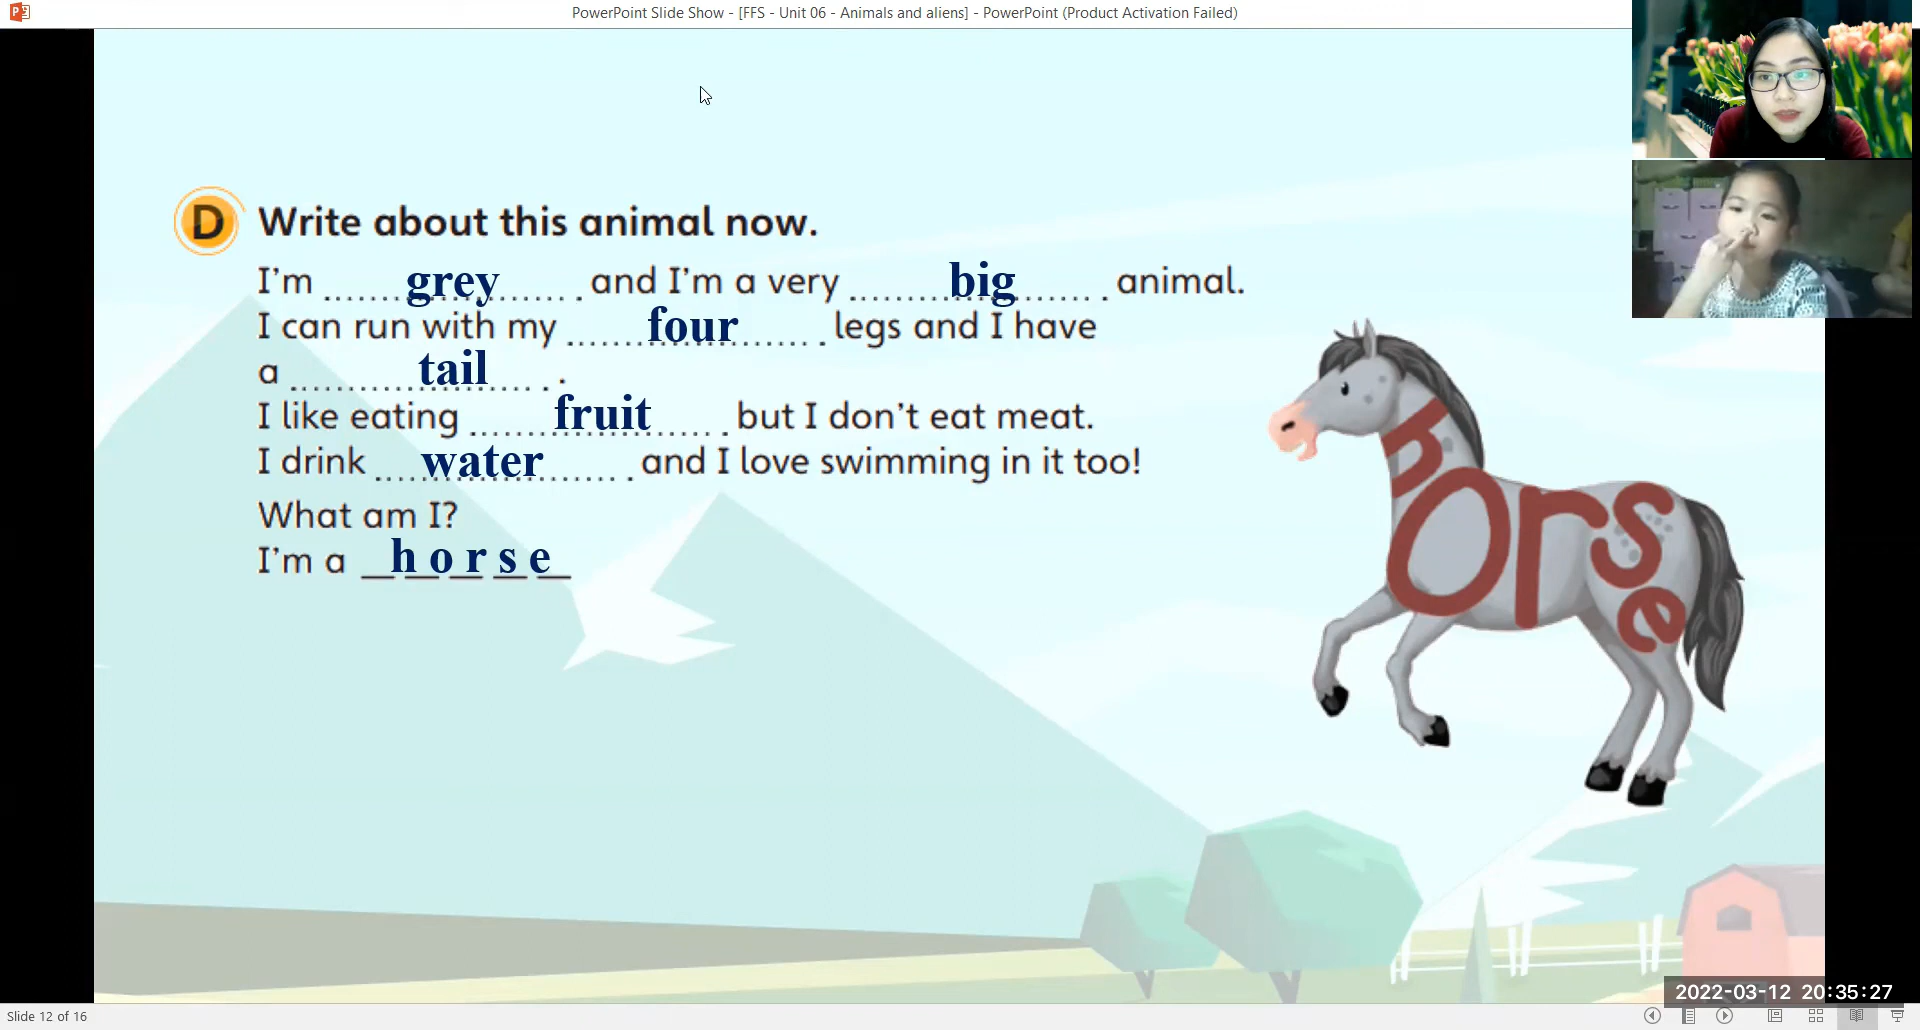 PowerPoint Slide Show - [FFS - Unit 06 - Animals and aliens] - PowerPoint (Product Activation Failed)
D Write about this animal now.
I'm grey and I'm a very big animal.
I can run with my four legs and I have
a tail.
I like eating fruit but I don't eat meat.
I drink water and I love swimming in it too!
What am I?
I'm a h o r s e
horse
2022-03-12 20:35:27
Slide 12 of 16